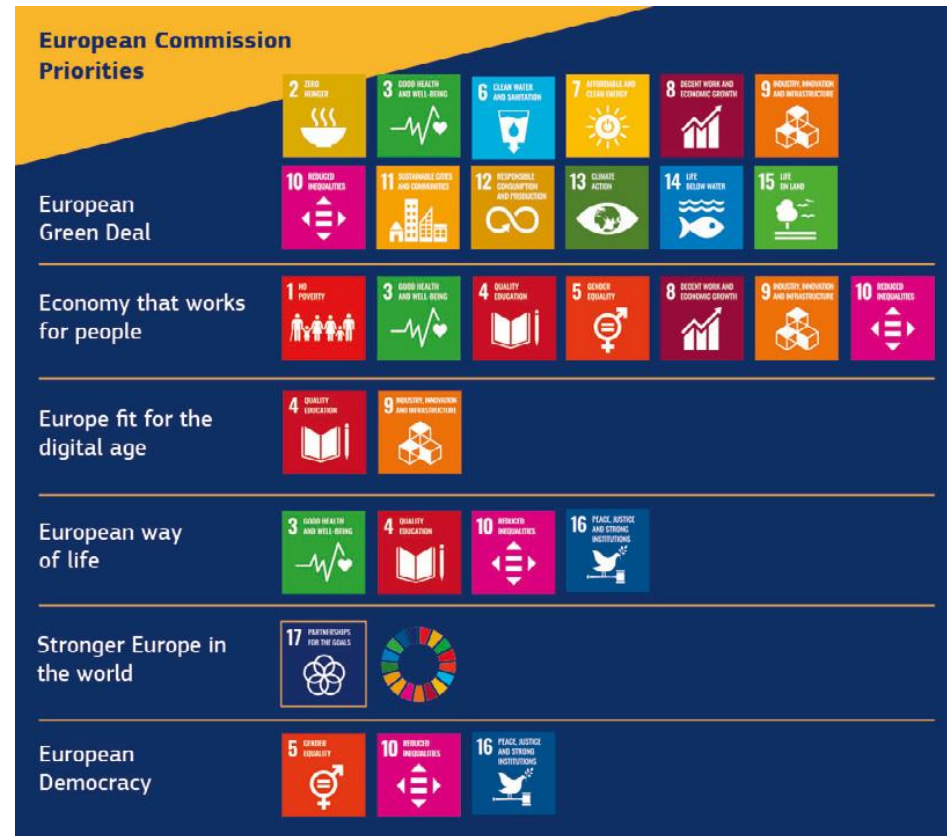 European Commission
Priorities
2 ZERO
HUNGER
3 GOOD HEALTH
AND WELL-BEING
6 CLEAN WATER
AND SANITATION
7 AFFORDABLE AND
CLEAN ENERGY
8 DECENT WORK AND
ECONOMIC GROWTH
9 INDUSTRY, INNOVATION
AND INFRASTRUCTURE
European
Green Deal
10 REDUCED
INEQUALITIES
11 SUSTAINABLE CITIES
AND COMMUNITIES
12 RESPONSIBLE
CONSUMPTION
AND PRODUCTION
13 CLIMATE
ACTION
14 LIFE
BELOW WATER
15 LIFE
ON LAND
Economy that works
for people
1 NO
POVERTY
3 GOOD HEALTH
AND WELL-BEING
4 QUALITY
EDUCATION
5 GENDER
EQUALITY
8 DECENT WORK AND
ECONOMIC GROWTH
9 INDUSTRY, INNOVATION
AND INFRASTRUCTURE
10 REDUCED
INEQUALITIES
Europe fit for the
digital age
4 QUALITY
EDUCATION
9 INDUSTRY, INNOVATION
AND INFRASTRUCTURE
European way
of life
3 GOOD HEALTH
AND WELL-BEING
4 QUALITY
EDUCATION
10 REDUCED
INEQUALITIES
16 PEACE, JUSTICE
AND STRONG
INSTITUTIONS
Stronger Europe in
the world
17 PARTNERSHIPS
FOR THE GOALS
European
Democracy
5 GENDER
EQUALITY
10 REDUCED
INEQUALITIES
16 PEACE, JUSTICE
AND STRONG
INSTITUTIONS